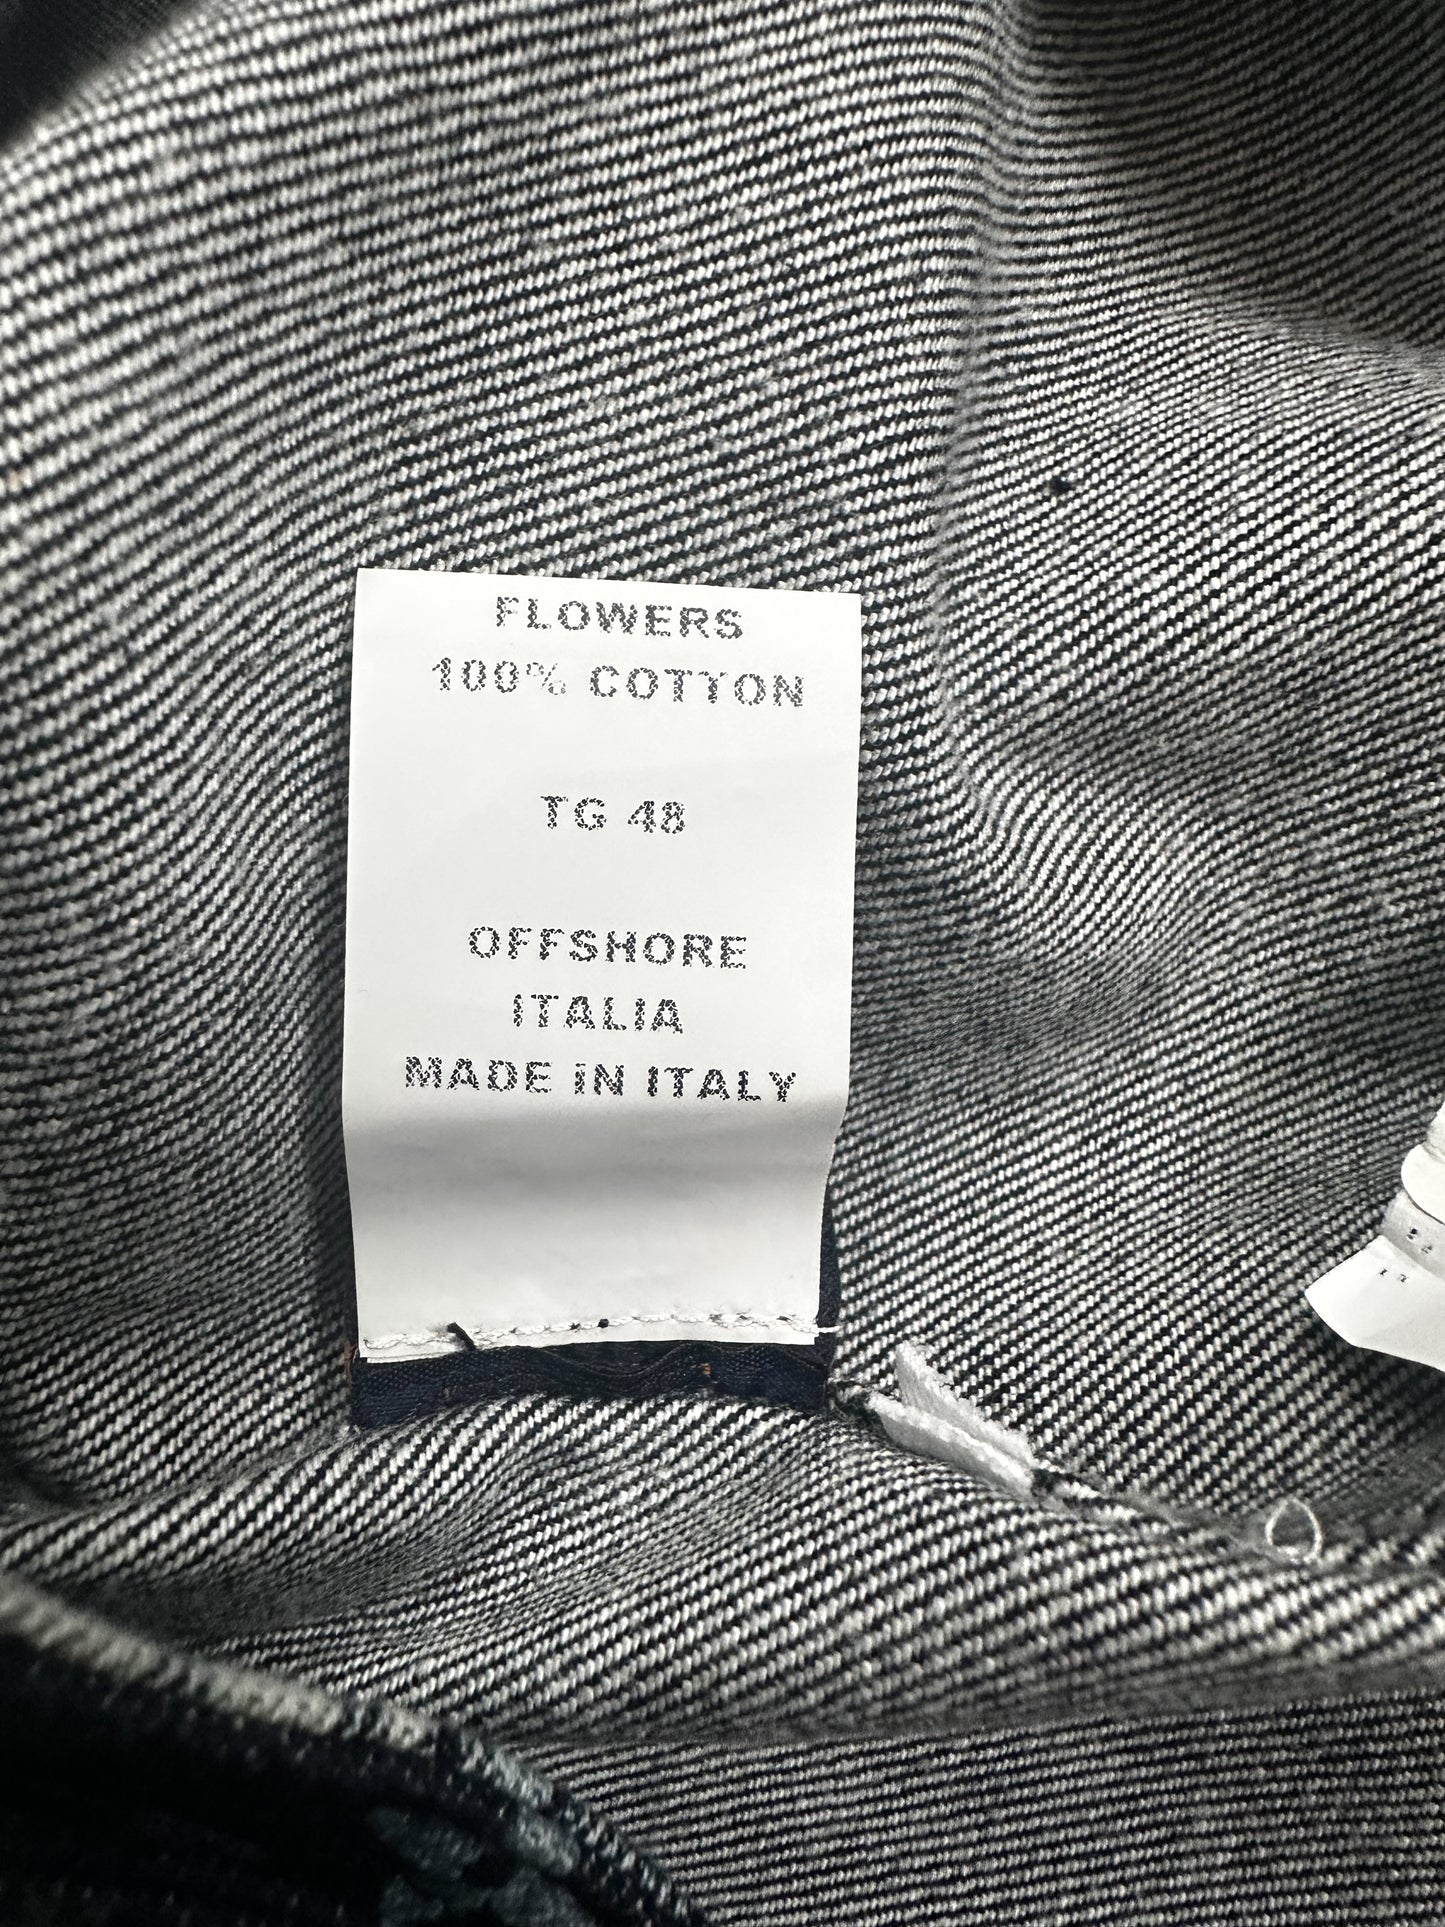 FLOWERS
100% COTTON
TG 48
OFFSHORE
ITALIA
MADE IN ITALY